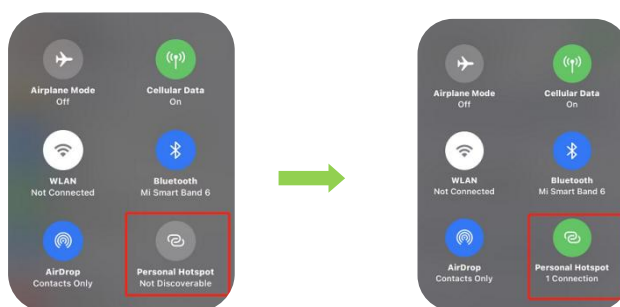 Airplane Mode
Off
Cellular Data
On
WLAN
Not Connected
Bluetooth
Mi Smart Band 6
AirDrop
Contacts Only
Personal Hotspot
Not Discoverable
Airplane Mode
Off
Cellular Data
On
WLAN
Not Connected
Bluetooth
Mi Smart Band 6
AirDrop
Contacts Only
Personal Hotspot
1 Connection